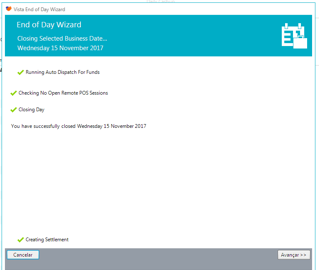 Vista End of Day Wizard
End of Day Wizard
Closing Selected Business Date...
Wednesday 15 November 2017
Running Auto Dispatch For Funds
Checking No Open Remote POS Sessions
Closing Day
You have successfully closed Wednesday 15 November 2017
Creating Settlement
Cancelar
Avançar >>